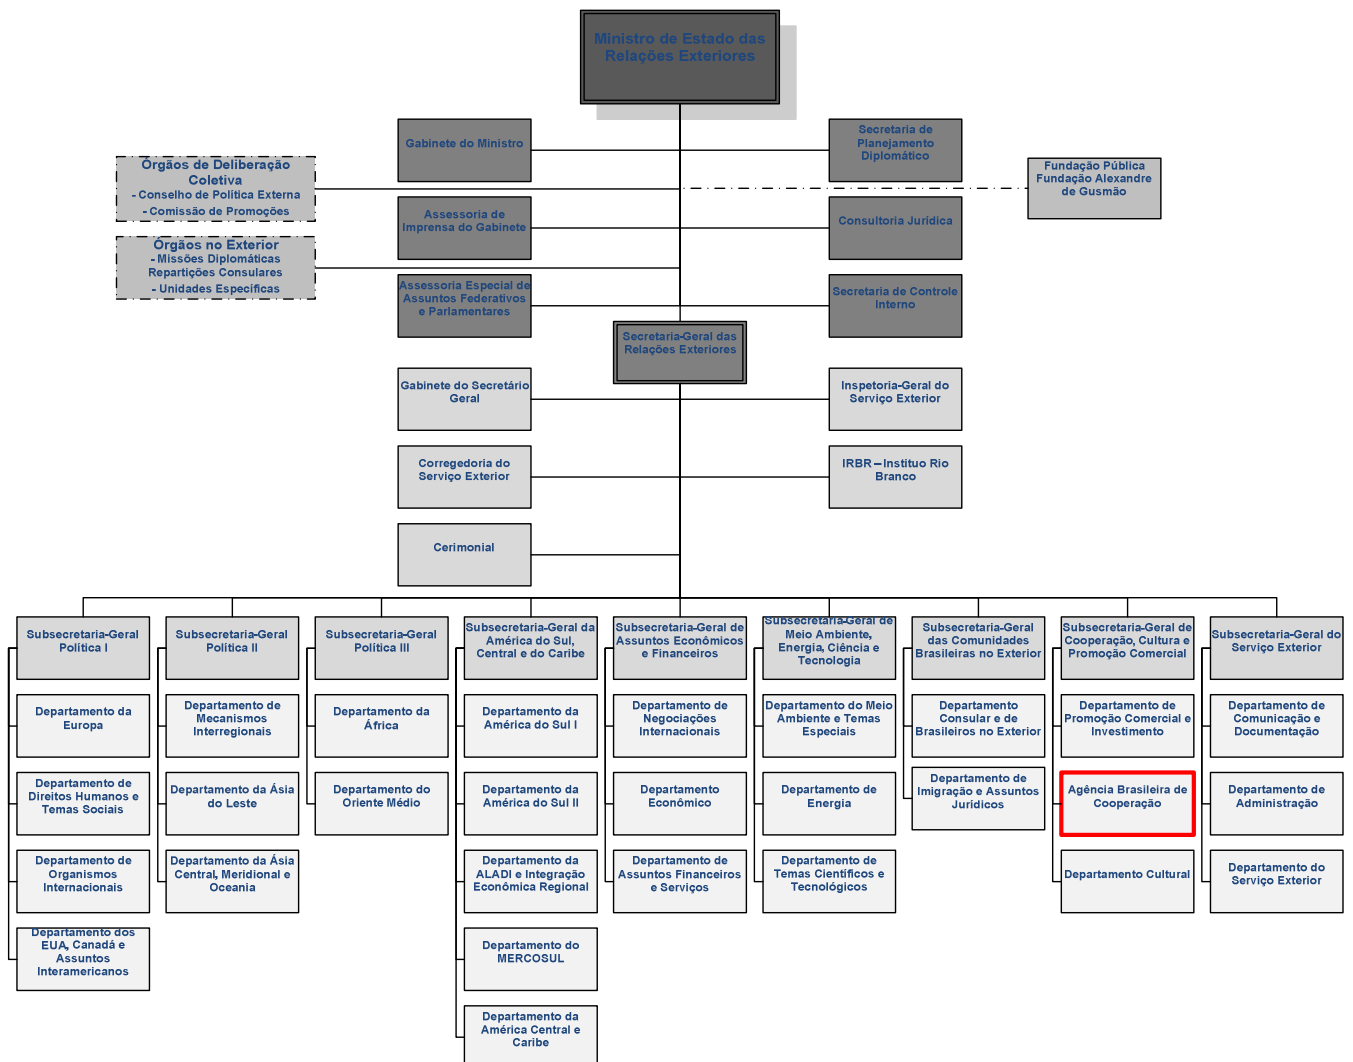 Ministro de Estado das
Relações Exteriores
Gabinete do Ministro
Secretaria de
Planejamento
Diplomático
Órgãos de Deliberação
Coletiva
- Conselho de Política Externa
- Comissão de Promoções
Fundação Pública
Fundação Alexandre
de Gusmão
Assessoria de
Imprensa do Gabinete
Consultoria Jurídica
Órgãos no Exterior
- Missões Diplomáticas
Repartições Consulares
- Unidades Específicas
Assessoria Especial de
Assuntos Federativos
e Parlamentares
Secretaria de Controle
Interno
Secretaria-Geral das
Relações Exteriores
Gabinete do Secretário
Geral
Inspetoria-Geral do
Serviço Exterior
Corregedoria do
Serviço Exterior
IRBR – Instituo Rio
Branco
Cerimonial
Subsecretaria-Geral
Política I
Subsecretaria-Geral
Política II
Subsecretaria-Geral
Política III
Subsecretaria-Geral da
América do Sul,
Central e do Caribe
Subsecretaria-Geral de
Assuntos Econômicos
e Financeiros
Subsecretaria-Geral de
Meio Ambiente,
Energia, Ciência e
Tecnologia
Subsecretaria-Geral
das Comunidades
Brasileiras no Exterior
Subsecretaria-Geral de
Cooperação, Cultura e
Promoção Comercial
Subsecretaria-Geral do
Serviço Exterior
Departamento da
Europa
Departamento de
Mecanismos
Interregionais
Departamento da
África
Departamento da
América do Sul I
Departamento de
Negociações
Internacionais
Departamento do Meio
Ambiente e Temas
Especiais
Departamento
Consular e de
Brasileiros no Exterior
Departamento de
Promoção Comercial e
Investimento
Departamento de
Comunicação e
Documentação
Departamento de
Direitos Humanos e
Temas Sociais
Departamento da Ásia
do Leste
Departamento do
Oriente Médio
Departamento da
América do Sul II
Departamento
Econômico
Departamento de
Energia
Departamento de
Imigração e Assuntos
Jurídicos
Agência Brasileira de
Cooperação
Departamento de
Administração
Departamento de
Organismos
Internacionais
Departamento da Ásia
Central, Meridional e
Oceania
Departamento da
ALADI e Integração
Econômica Regional
Departamento de
Assuntos Financeiros
e Serviços
Departamento de
Temas Científicos e
Tecnológicos
Departamento Cultural
Departamento do
Serviço Exterior
Departamento dos
EUA, Canadá e
Assuntos
Interamericanos
Departamento do
MERCOSUL
Departamento da
América Central e
Caribe